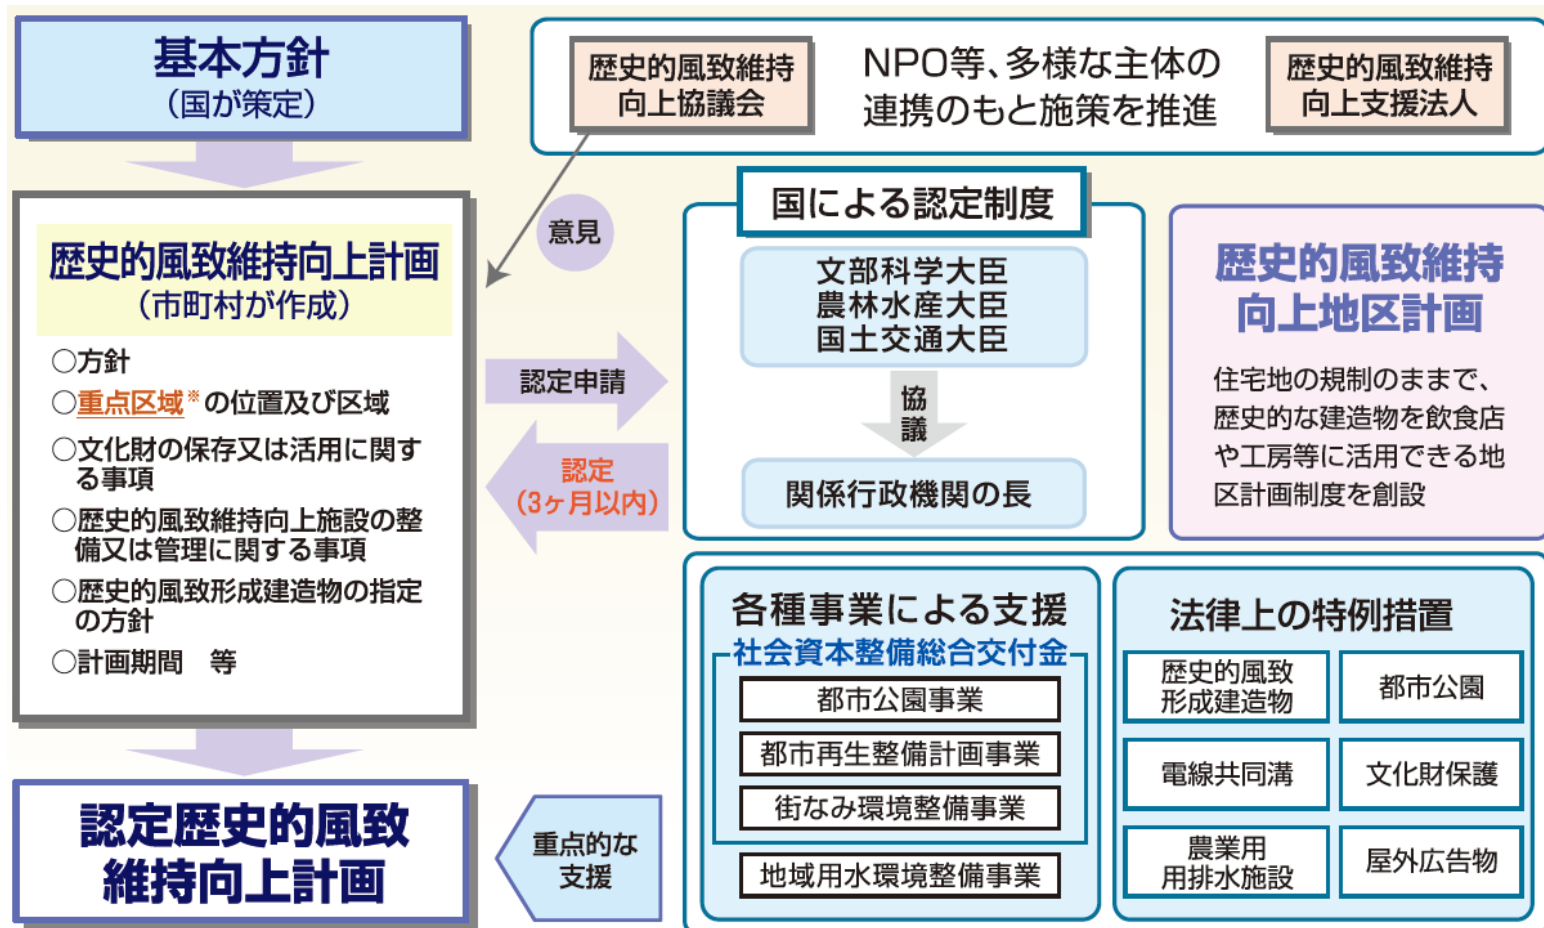 基本方針
（国が策定）
歴史的風致維持
向上協議会
NPO等、多様な主体の
連携のもと施策を推進
歴史的風致維持
向上支援法人
意見
歴史的風致維持向上計画
（市町村が作成）
○方針
○重点区域※の位置及び区域
○文化財の保存又は活用に関す
る事項
○歴史的風致維持向上施設の整
備又は管理に関する事項
○歴史的風致形成建造物の指定
の方針
○計画期間　等
認定申請
認定
（3ヶ月以内）
国による認定制度
文部科学大臣
農林水産大臣
国土交通大臣
協
議
関係行政機関の長
歴史的風致維持
向上地区計画
住宅地の規制のままで、
歴史的な建造物を飲食店
や工房等に活用できる地
区計画制度を創設
認定歴史的風致
維持向上計画
重点的な
支援
各種事業による支援
社会資本整備総合交付金
都市公園事業
都市再生整備計画事業
街なみ環境整備事業
地域用水環境整備事業
法律上の特例措置
歴史的風致
形成建造物
都市公園
電線共同溝
文化財保護
農業用
用排水施設
屋外広告物